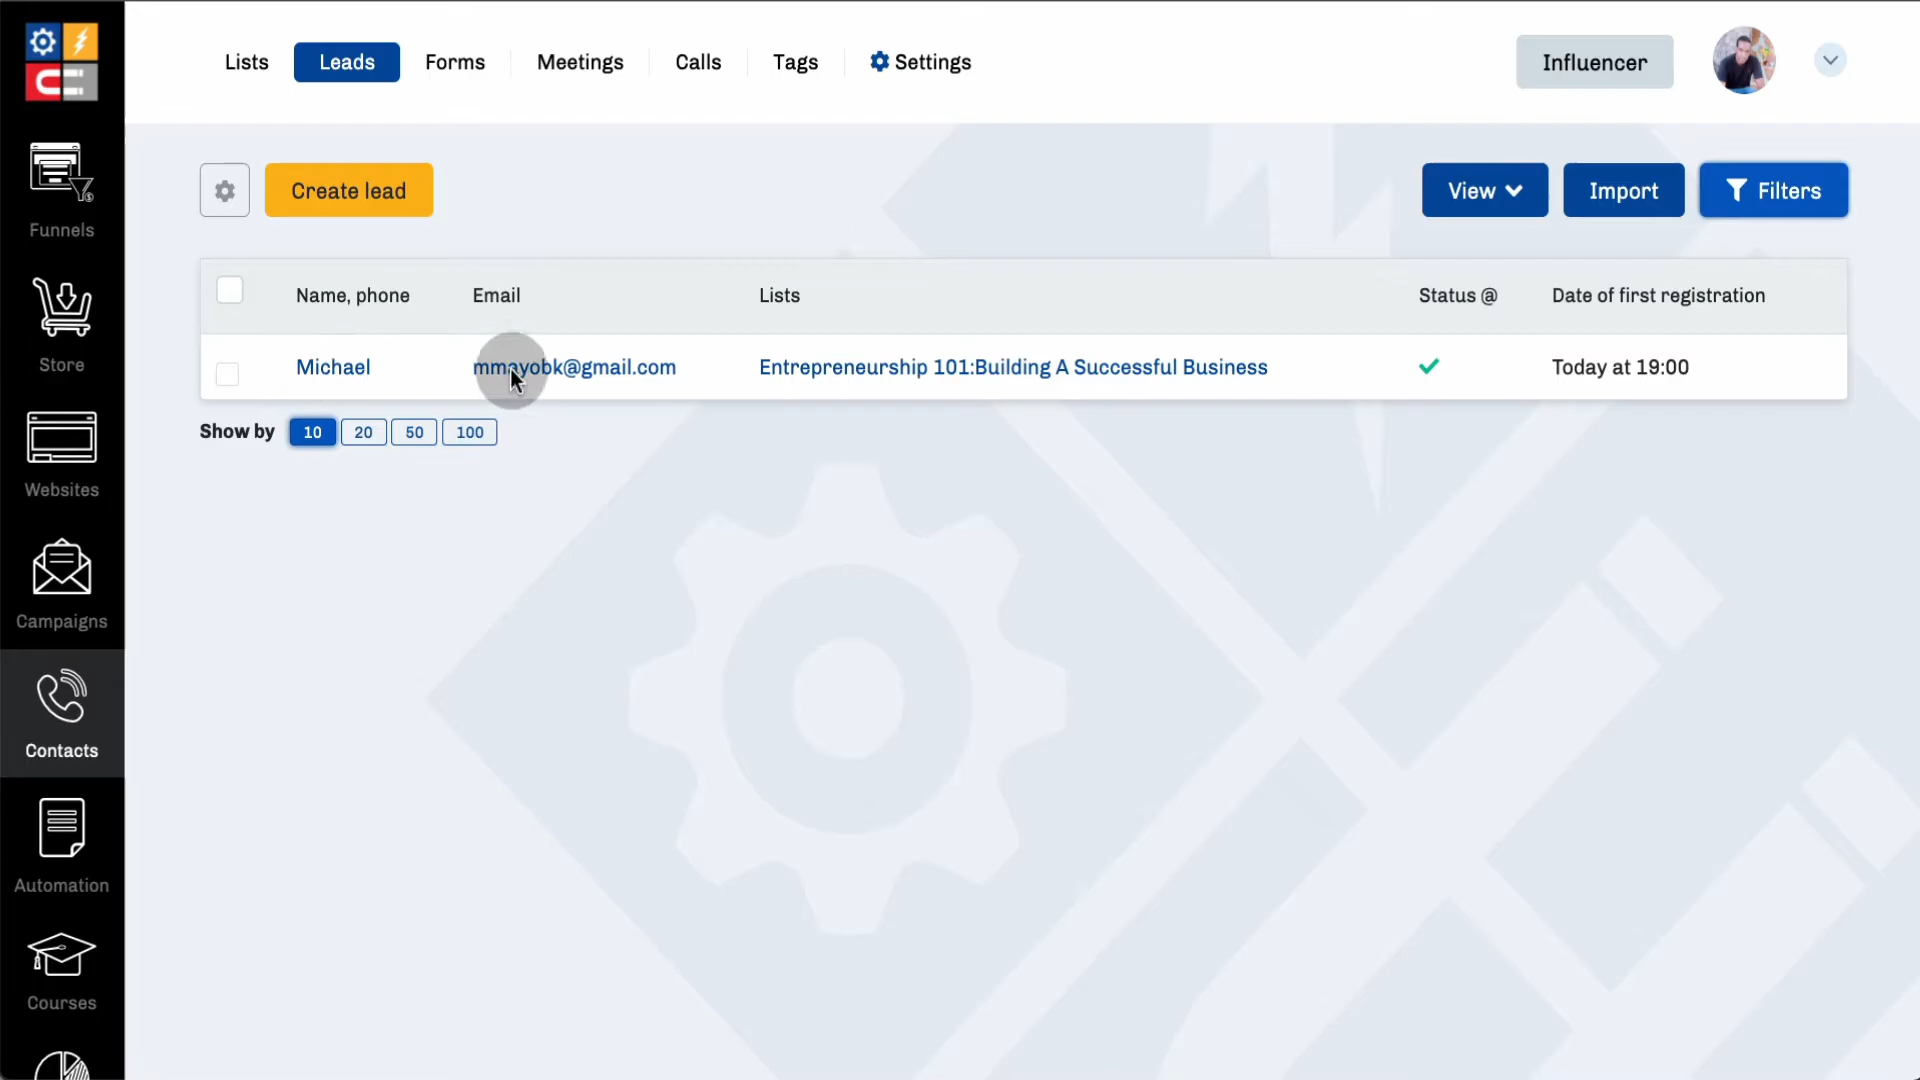 Lists Leads Forms Meetings Calls Tags Settings Influencer
Create lead View Import Filters
Name, phone Email Lists Status @ Date of first registration
Michael mmayobk@gmail.com Entrepreneurship 101:Building A Successful Business Today at 19:00
Show by 10 20 50 100
Funnels
Store
Websites
Campaigns
Contacts
Automation
Courses